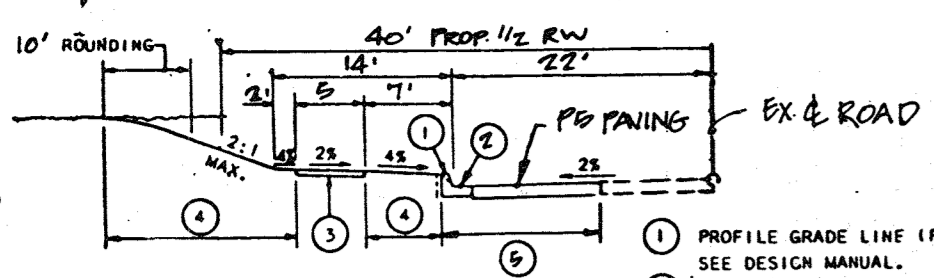 40' PROP. 1/2 RW
10' ROUNDING
14'
22'
2'
5
7'
1
2
P5 PAVING
EX. ℄ ROAD
2:1
MAX.
4%
2%
4%
2%
4
3
4
5
1 PROFILE GRADE LINE
SEE DESIGN MANUAL.